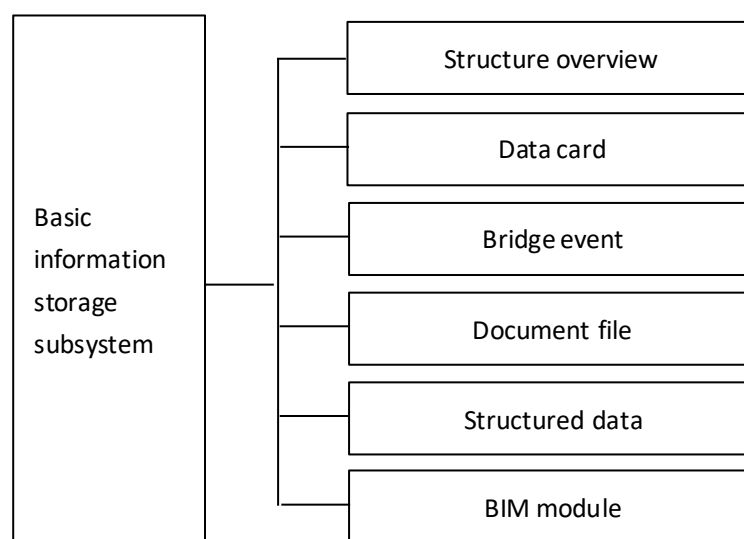 Structure overview
Data card
Basic
information
storage
subsystem
Bridge event
Document file
Structured data
BIM module